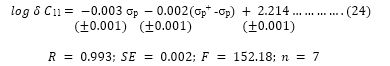 log δ C₁₁ = −0.003 σₚ − 0.002(σₚ⁺ -σₚ) + 2.214 … … … … . (24)
(±0.001) (±0.001) (±0.001)
R = 0.993; SE = 0.002; F = 152.18; n = 7